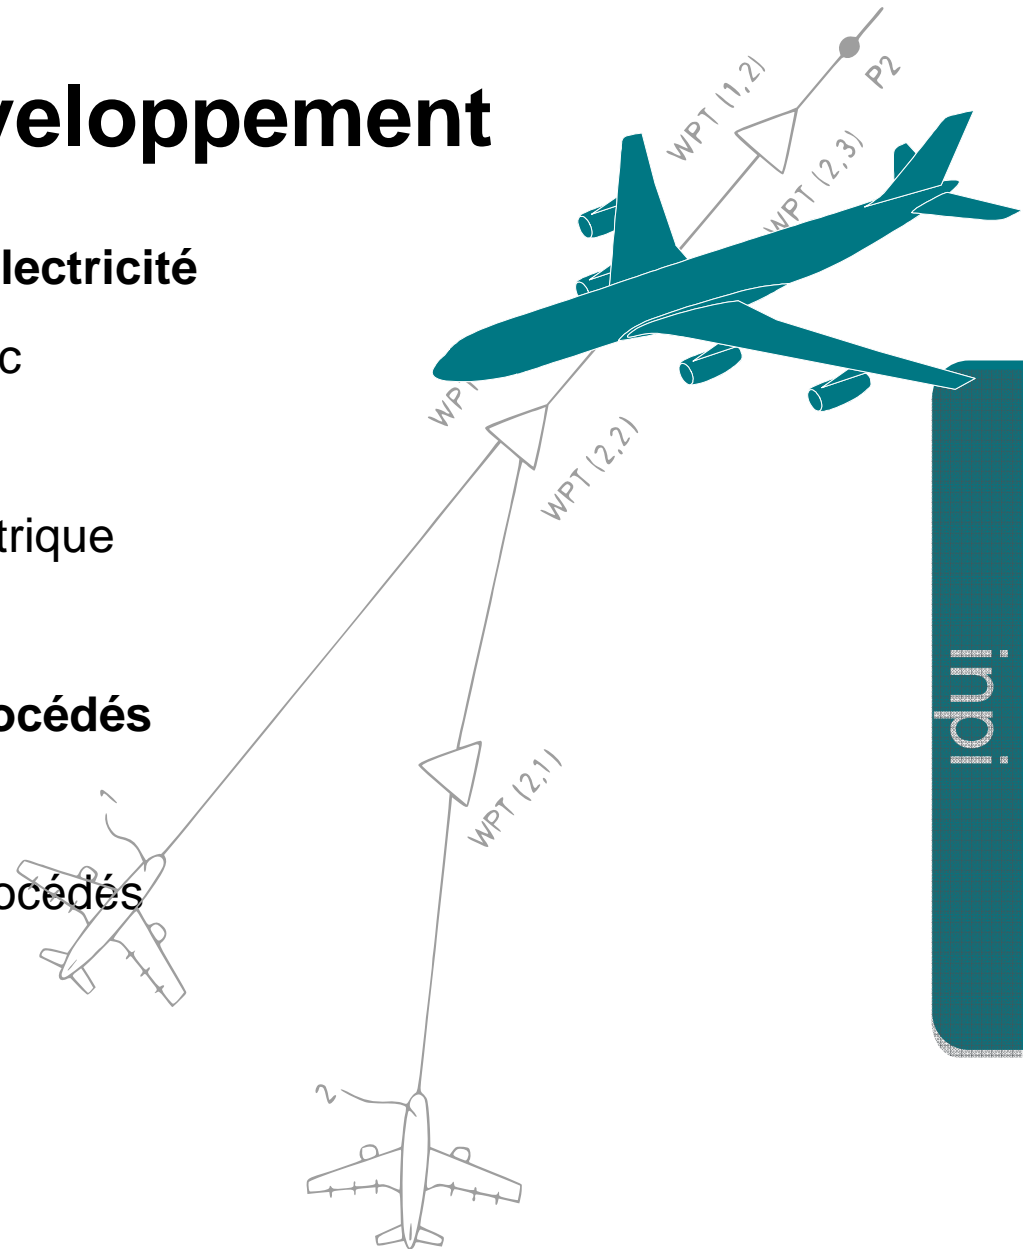 veloppement
lectricité
c
trique
océdés
océdés
P2
WPT (1,2)
WPT (2,3)
WPT (2,2)
WPT (2,1)
1
2
inpi